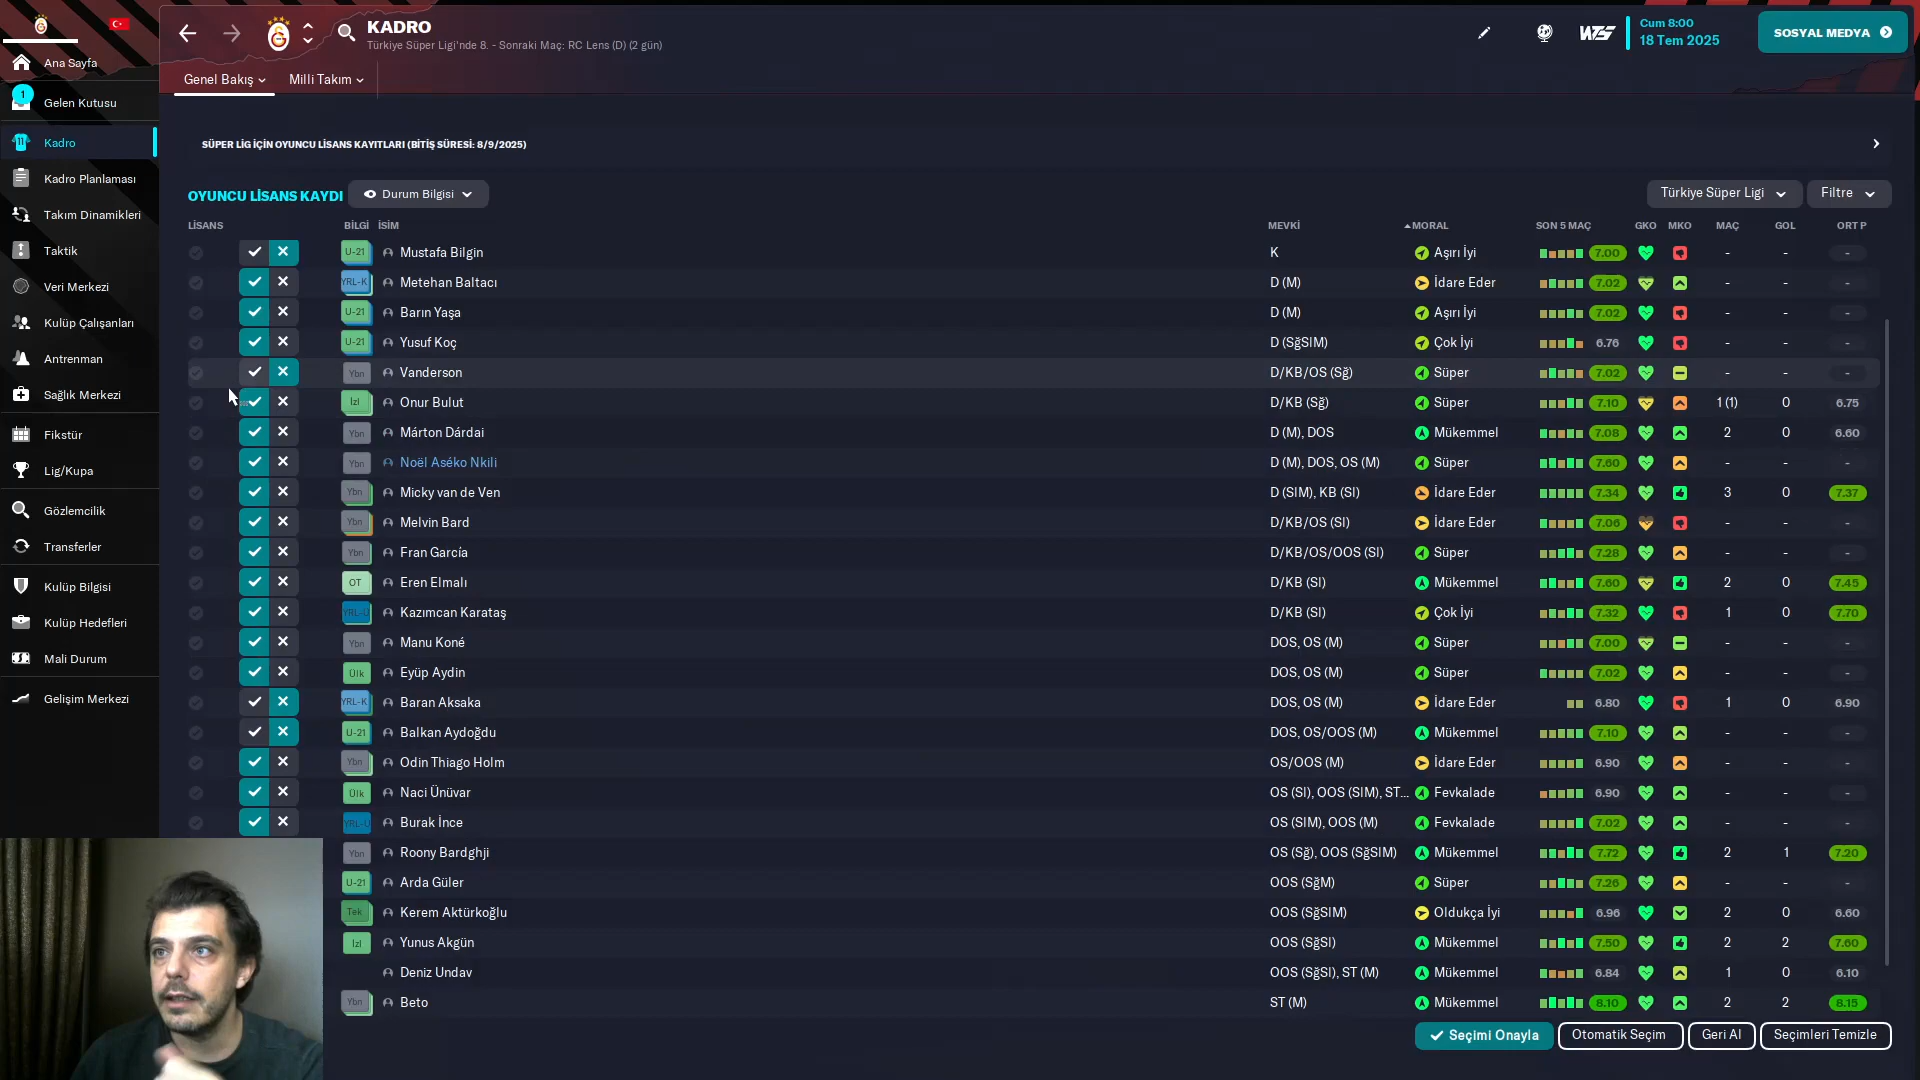 KADRO
Türkiye Süper Ligi'nde 8. - Sonraki Maç: RC Lens (D) (2 gün)
Cum 8:00
18 Tem 2025
SOSYAL MEDYA
Genel Bakış
Milli Takım
Ana Sayfa
1
Gelen Kutusu
Kadro
Kadro Planlaması
Takım Dinamikleri
Taktik
Veri Merkezi
Kulüp Çalışanları
Antrenman
Sağlık Merkezi
Fikstür
Lig/Kupa
Gözlemcilik
Transferler
Kulüp Bilgisi
Kulüp Hedefleri
Mali Durum
Gelişim Merkezi
SÜPER LİG İÇİN OYUNCU LİSANS KAYITLARI (BİTİŞ SÜRESİ: 8/9/2025)
OYUNCU LİSANS KAYDI
Durum Bilgisi
Türkiye Süper Ligi
Filtre
LİSANS BİLGİ İSİM MEVKİ MORAL SON 5 MAÇ GKO MKO MAÇ GOL ORT P
U-21 Mustafa Bilgin K Aşırı İyi 7.00 - - -
YRL-K Metehan Baltacı D (M) İdare Eder 7.02 - - -
U-21 Barın Yaşa D (M) Aşırı İyi 7.02 - - -
U-21 Yusuf Koç D (SğSlM) Çok İyi 6.76 - - -
Ybn Vanderson D/KB/OS (Sğ) Süper 7.02 - - -
İzl Onur Bulut D/KB (Sğ) Süper 7.10 1 (1) 0 6.75
Ybn Márton Dárdai D (M), DOS Mükemmel 7.08 2 0 6.60
Ybn Noël Aséko Nkili D (M), DOS, OS (M) Süper 7.60 - - -
Ybn Micky van de Ven D (SlM), KB (Sl) İdare Eder 7.34 3 0 7.37
Ybn Melvin Bard D/KB/OS (Sl) İdare Eder 7.06 - - -
Ybn Fran García D/KB/OS/OOS (Sl) Süper 7.28 - - -
OT Eren Elmalı D/KB (Sl) Mükemmel 7.60 2 0 7.45
YRL-U Kazımcan Karataş D/KB (Sl) Çok İyi 7.32 1 0 7.70
Ybn Manu Koné DOS, OS (M) Süper 7.00 - - -
Ülk Eyüp Aydin DOS, OS (M) Süper 7.02 - - -
YRL-K Baran Aksaka DOS, OS (M) İdare Eder 6.80 1 0 6.90
U-21 Balkan Aydoğdu DOS, OS/OOS (M) Mükemmel 7.10 - - -
Ybn Odin Thiago Holm OS/OOS (M) İdare Eder 6.90 - - -
Ülk Naci Ünüvar OS (Sl), OOS (SlM), ST... Fevkalade 6.90 - - -
YRL-U Burak İnce OS (SlM), OOS (M) Fevkalade 7.02 - - -
Ybn Roony Bardghji OS (Sğ), OOS (SğSlM) Mükemmel 7.72 2 1 7.20
U-21 Arda Güler OOS (SğM) Süper 7.26 - - -
Tek Kerem Aktürkoğlu OOS (SğSlM) Oldukça İyi 6.96 2 0 6.60
İzl Yunus Akgün OOS (SğSl) Mükemmel 7.50 2 2 7.60
Deniz Undav OOS (SğSl), ST (M) Mükemmel 6.84 1 0 6.10
Ybn Beto ST (M) Mükemmel 8.10 2 2 8.15
Seçimi Onayla
Otomatik Seçim
Geri Al
Seçimleri Temizle